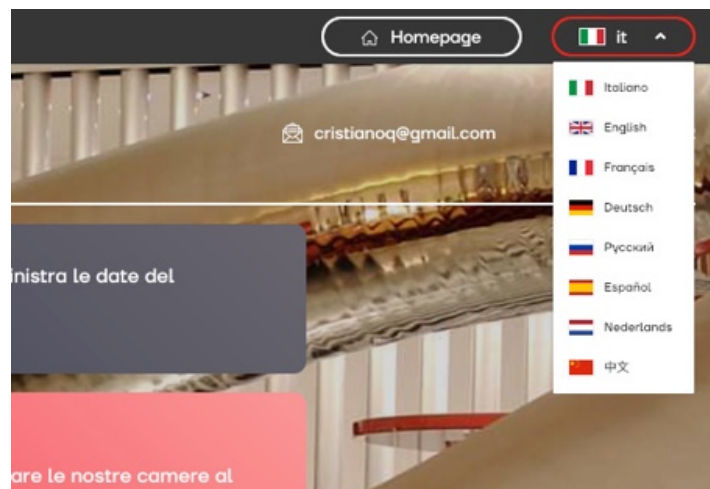 Homepage
it
Italiano
English
Français
Deutsch
Русский
Español
Nederlands
中文
cristianoq@gmail.com
inistra le date del
are le nostre camere al